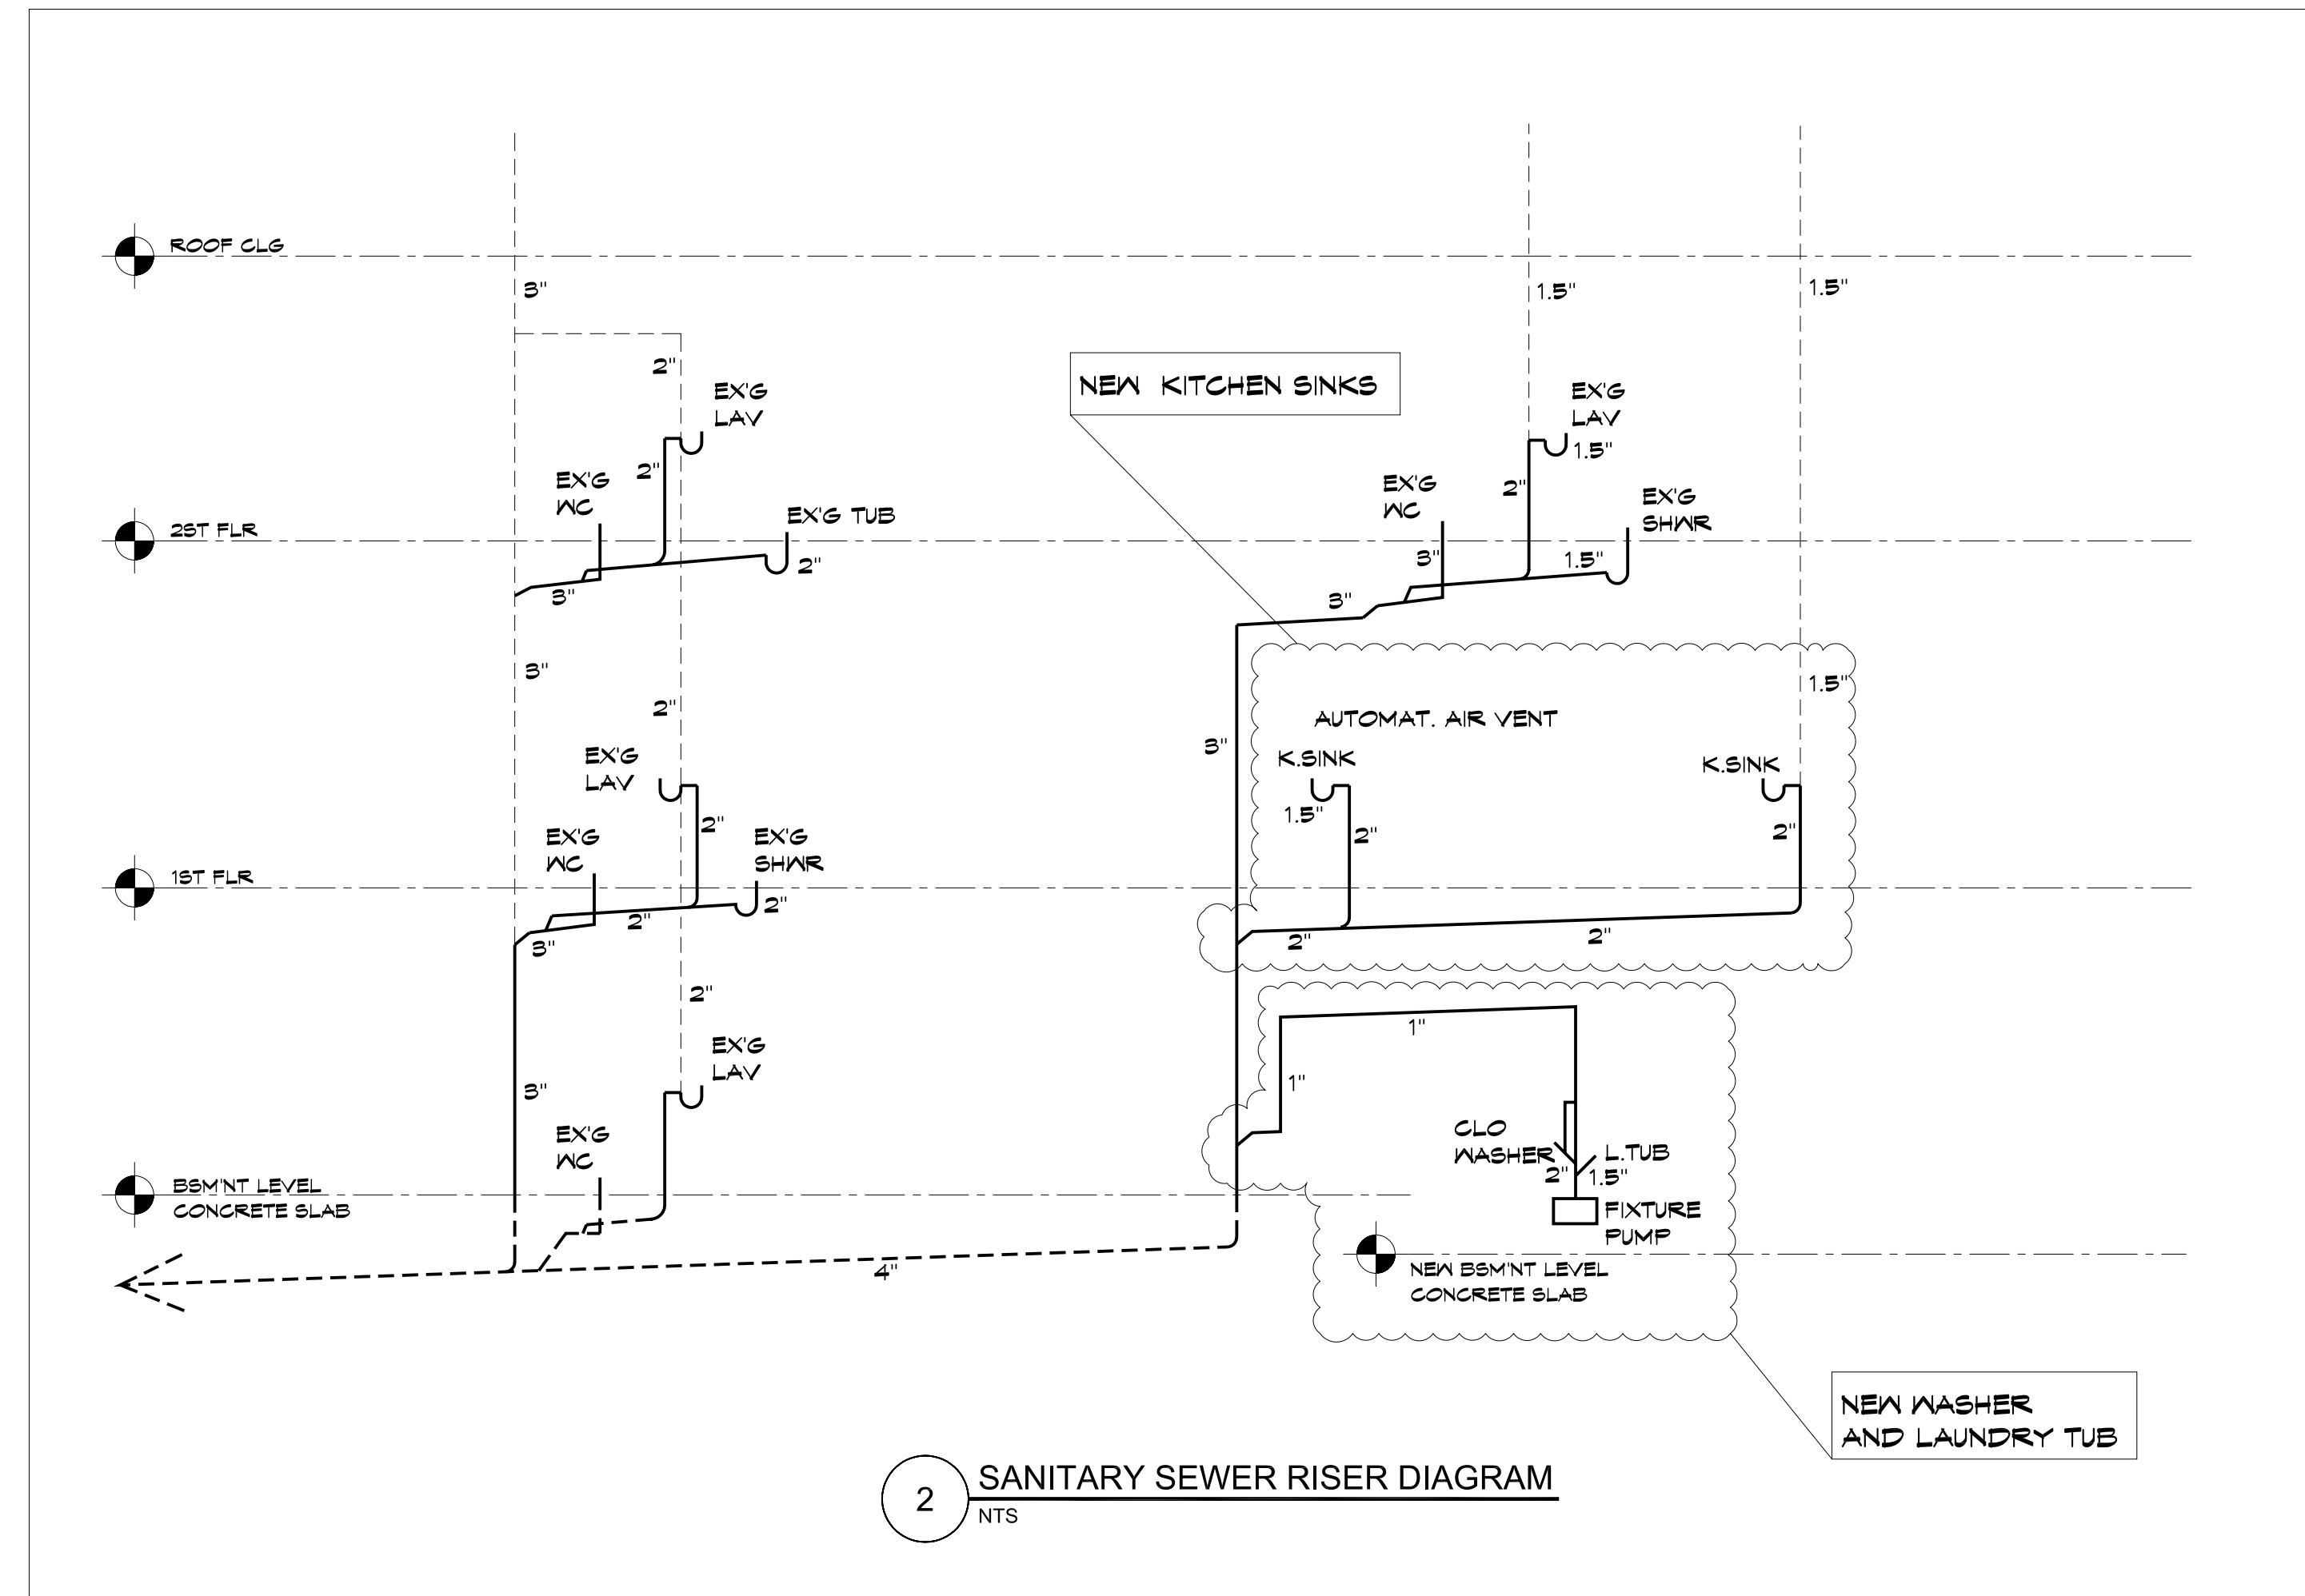 ROOF CLG
3"
1.5"
1.5"
2"
NEW KITCHEN SINKS
EX'G
LAV
EX'G
LAV
2"
1.5"
EX'G
WC
EX'G
WC
2"
EX'G
SHWR
EX'G TUB
2ST FLR
3"
1.5"
2"
3"
3"
3"
1.5"
2"
AUTOMAT. AIR VENT
3"
EX'G
LAV
K.SINK
K.SINK
1.5"
2"
2"
2"
EX'G
WC
EX'G
SHWR
1ST FLR
2"
2"
3"
2"
2"
2"
1"
EX'G
LAV
3"
1"
EX'G
WC
CLO
WASHER
L.TUB
2"
1.5"
BSM'NT LEVEL
CONCRETE SLAB
FIXTURE
PUMP
4"
NEW BSM'NT LEVEL
CONCRETE SLAB
NEW WASHER
AND LAUNDRY TUB
2
SANITARY SEWER RISER DIAGRAM
NTS